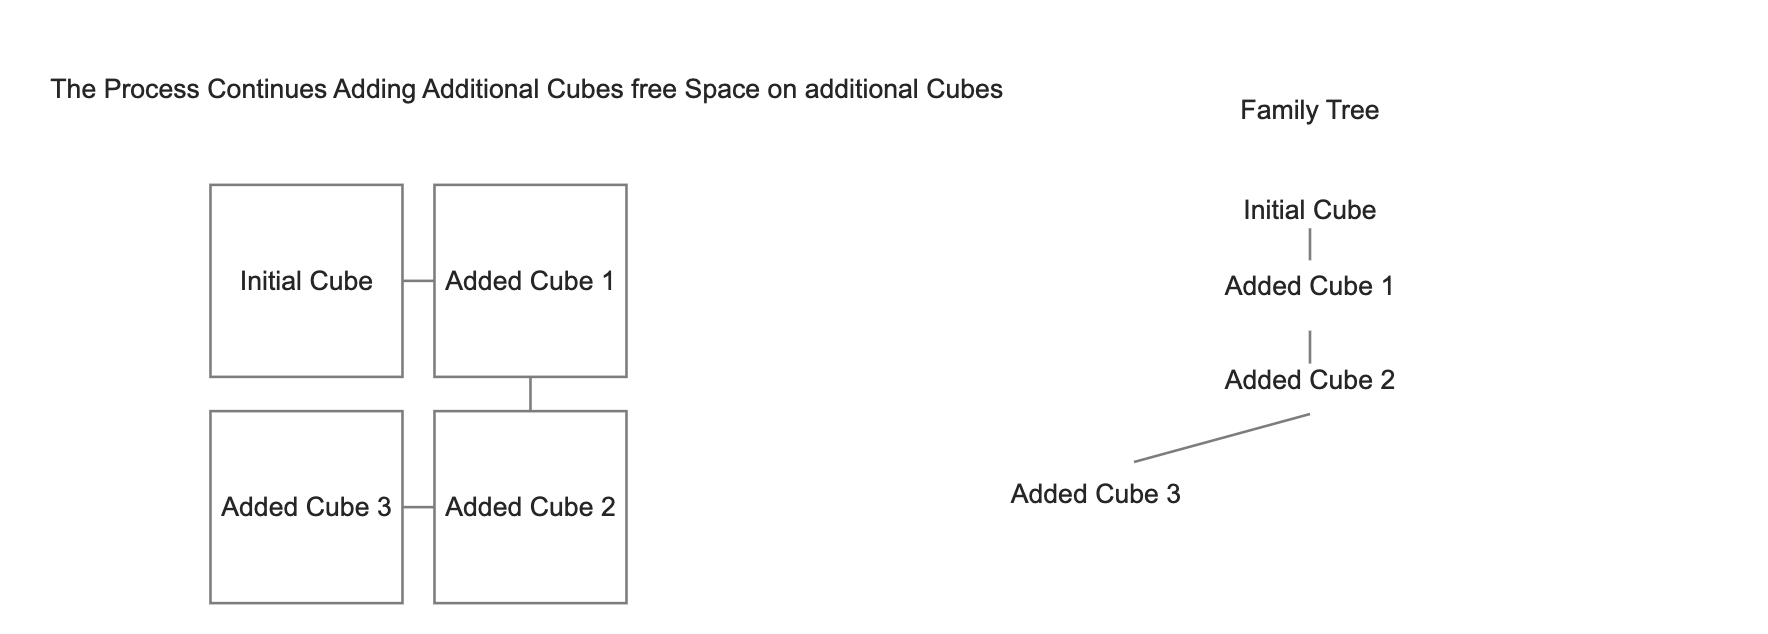 The Process Continues Adding Additional Cubes free Space on additional Cubes
Initial Cube
Added Cube 1
Added Cube 3
Added Cube 2
Family Tree
Initial Cube
Added Cube 1
Added Cube 2
Added Cube 3